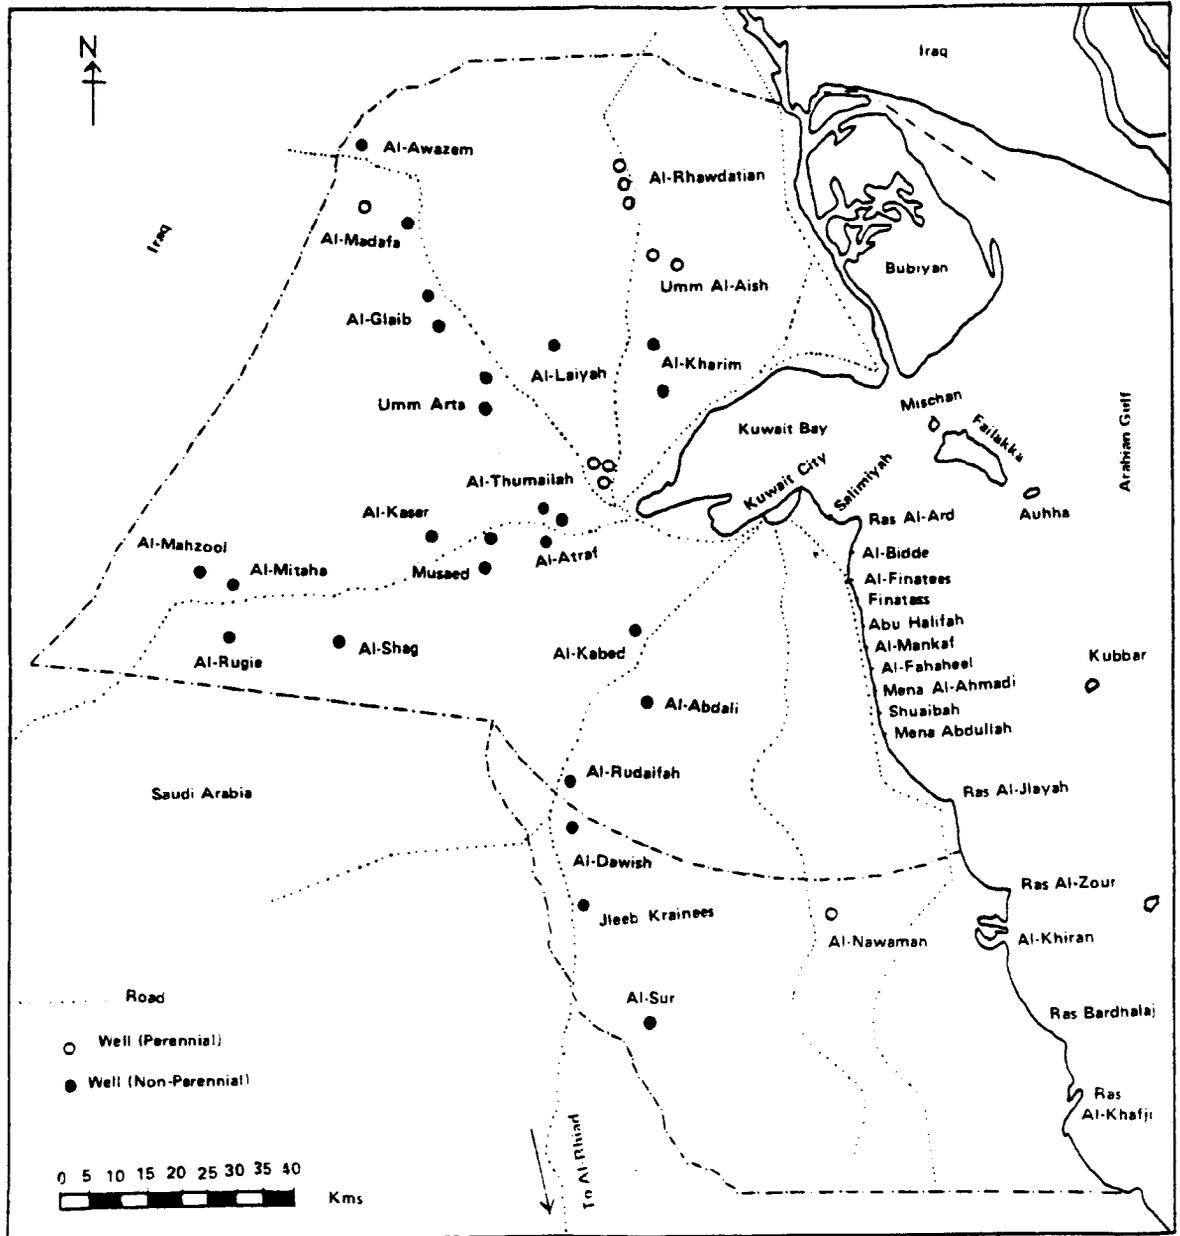 N
Iraq
Al-Awazem
Al-Rhawdatian
Iraq
Al-Madafa
Bubiyan
Umm Al-Aish
Al-Glaib
Al-Laiyah
Al-Kharim
Umm Arta
Mischan
Kuwait Bay
Failakka
Arabian Gulf
Kuwait City
Salimiyah
Al-Thumailah
Al-Kaser
Ras Al-Ard
Auhha
Al-Mahzool
Al-Mitaha
Musaed
Al-Atraf
Al-Bidde
Al-Finatees
Finatass
Abu Halifah
Al-Rugie
Al-Shag
Al-Kabed
Al-Mankaf
Al-Fahaheel
Kubbar
Mena Al-Ahmadi
Al-Abdali
Shuaibah
Mena Abdullah
Al-Rudaifah
Saudi Arabia
Ras Al-Jlayah
Al-Dawish
Ras Al-Zour
Jleeb Krainees
Al-Nawaman
Al-Khiran
Road
Al-Sur
Ras Bardhalaj
Well (Perennial)
Well (Non-Perennial)
Ras
Al-Khafji
To Al-Rhiad
0 5 10 15 20 25 30 35 40
Kms